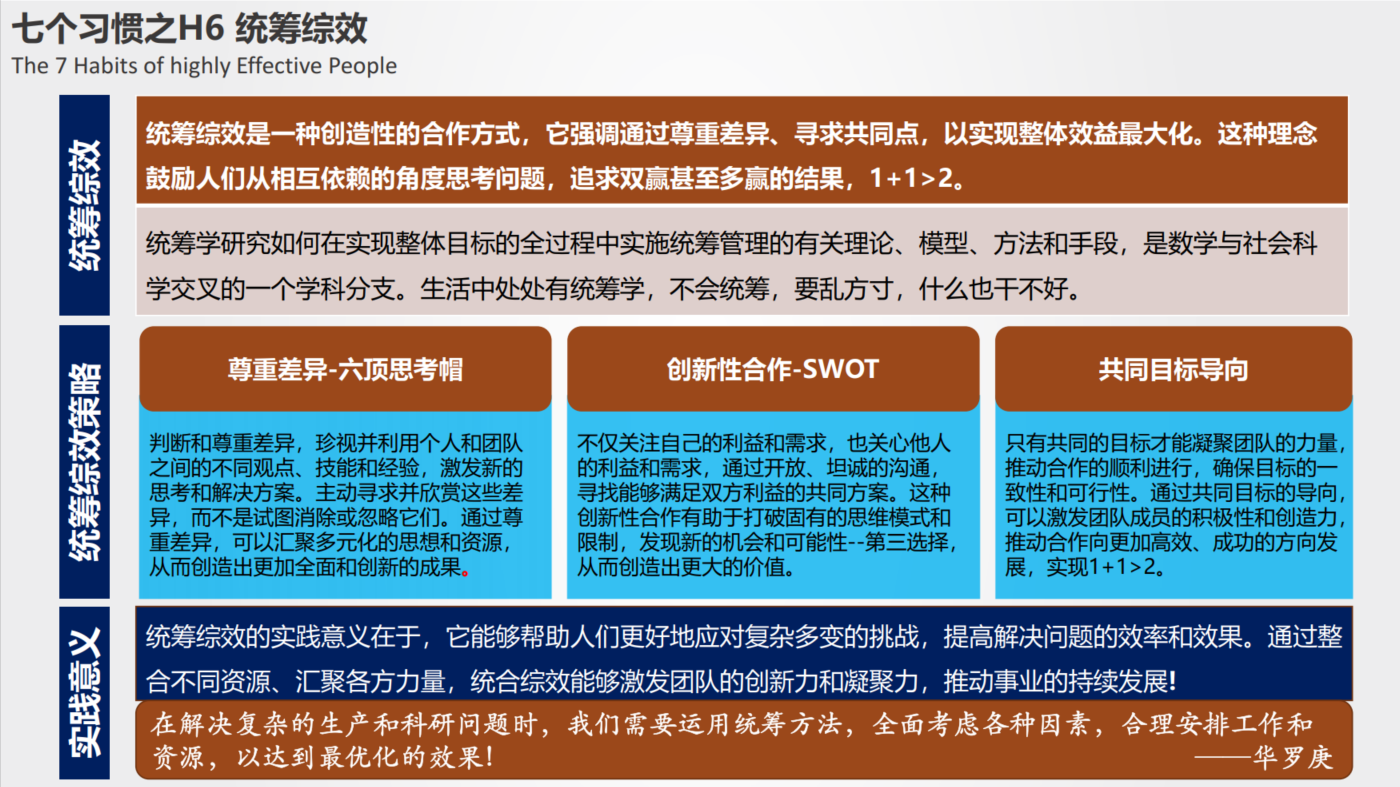 七个习惯之H6 统筹综效
The 7 Habits of highly Effective People
统筹综效
统筹综效是一种创造性的合作方式，它强调通过尊重差异、寻求共同点，以实现整体效益最大化。这种理念
鼓励人们从相互依赖的角度思考问题，追求双赢甚至多赢的结果，1+1>2。
统筹学研究如何在实现整体目标的全过程中实施统筹管理的有关理论、模型、方法和手段，是数学与社会科
学交叉的一个学科分支。生活中处处有统筹学，不会统筹，要乱方寸，什么也干不好。
统筹综效策略
尊重差异-六顶思考帽
判断和尊重差异，珍视并利用个人和团队
之间的不同观点、技能和经验，激发新的
思考和解决方案。主动寻求并欣赏这些差
异，而不是试图消除或忽略它们。通过尊
重差异，可以汇聚多元化的思想和资源，
从而创造出更加全面和创新的成果。
创新性合作-SWOT
不仅关注自己的利益和需求，也关心他人
的利益和需求，通过开放、坦诚的沟通，
寻找能够满足双方利益的共同方案。这种
创新性合作有助于打破固有的思维模式和
限制，发现新的机会和可能性--第三选择，
从而创造出更大的价值。
共同目标导向
只有共同的目标才能凝聚团队的力量，
推动合作的顺利进行，确保目标的一
致性和可行性。通过共同目标的导向，
可以激发团队成员的积极性和创造力，
推动合作向更加高效、成功的方向发
展，实现1+1>2。
实践意义
统筹综效的实践意义在于，它能够帮助人们更好地应对复杂多变的挑战，提高解决问题的效率和效果。通过整
合不同资源、汇聚各方力量，统合综效能够激发团队的创新力和凝聚力，推动事业的持续发展!
在解决复杂的生产和科研问题时，我们需要运用统筹方法，全面考虑各种因素，合理安排工作和
资源，以达到最优化的效果!
——华罗庚